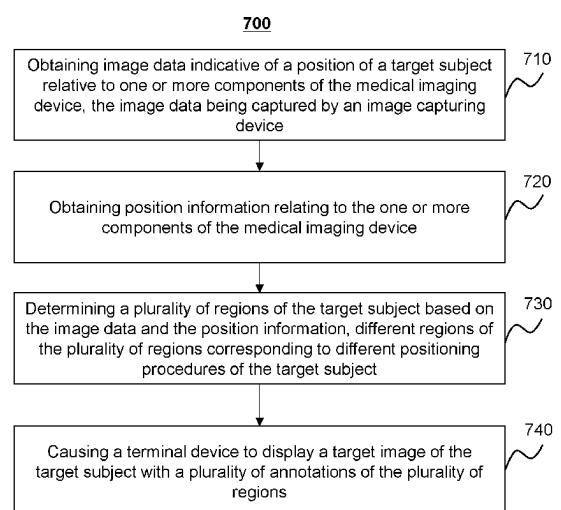 700
710
Obtaining image data indicative of a position of a target subject
relative to one or more components of the medical imaging
device, the image data being captured by an image capturing
device
720
Obtaining position information relating to the one or more
components of the medical imaging device
730
Determining a plurality of regions of the target subject based on
the image data and the position information, different regions of
the plurality of regions corresponding to different positioning
procedures of the target subject
740
Causing a terminal device to display a target image of the
target subject with a plurality of annotations of the plurality of
regions